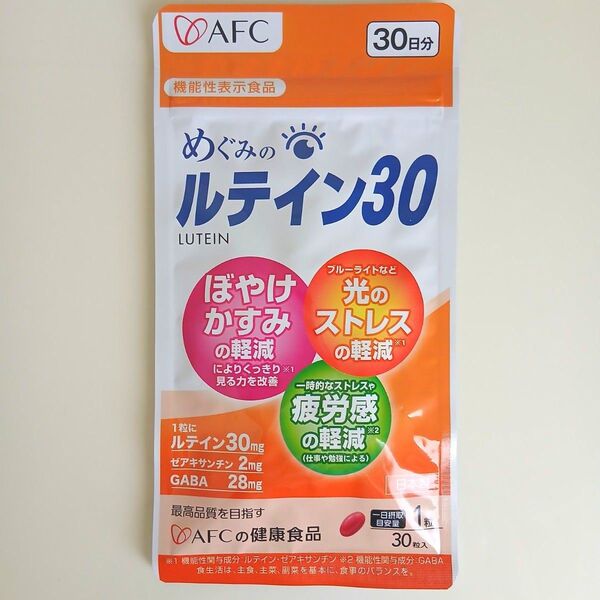 AFC
30日分
機能性表示食品
めぐみの
ルテイン30
LUTEIN
ぼやけ
かすみ
の軽減
によりくっきり※1
見る力を改善
ブルーライトなど
光の
ストレス
の軽減※1
一時的なストレスや
疲労感
の軽減※2
(仕事や勉強による)
1粒に
ルテイン30mg
ゼアキサンチン 2mg
GABA 28mg
日本製
最高品質を目指す
AFCの健康食品
一日摂取
目安量
1粒
30粒入
※1 機能性関与成分:ルテイン・ゼアキサンチン ※2 機能性関与成分:GABA
食生活は、主食、主菜、副菜を基本に、食事のバランスを。